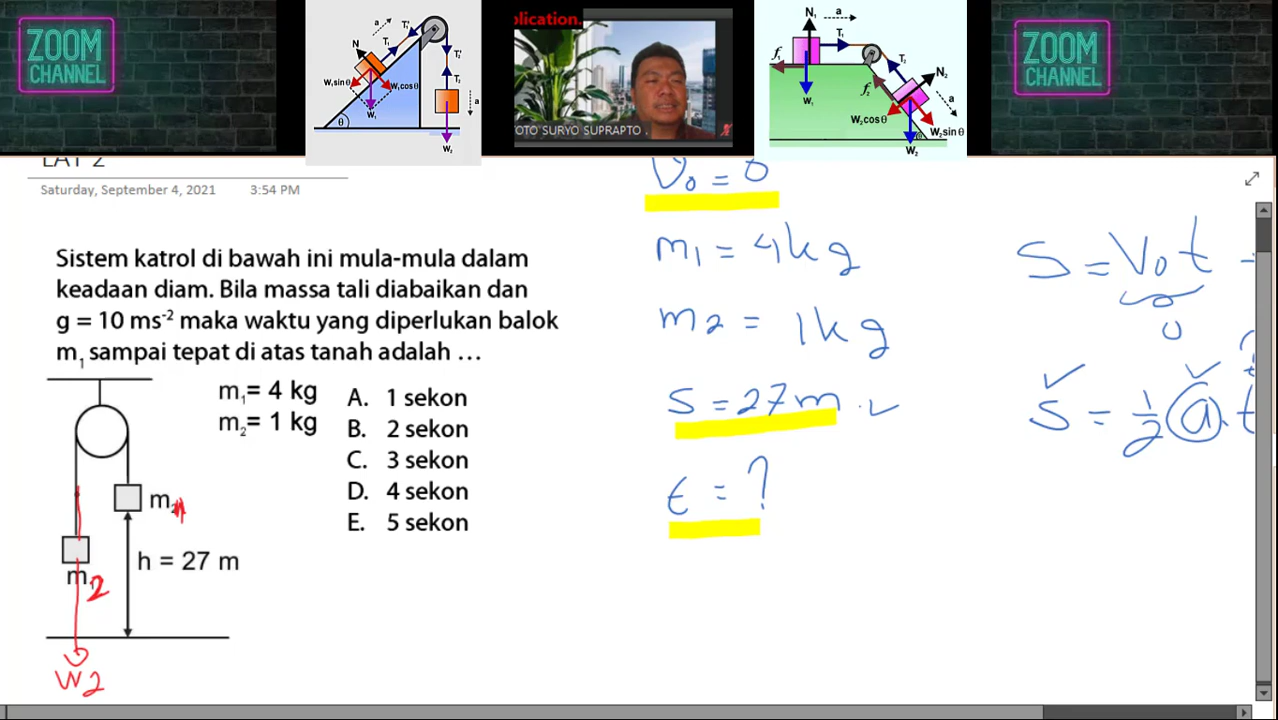 ZOOM
CHANNEL
a
N
T₁
T₁'
T₂'
T₂
W₁sinθ
W₁cosθ
W₁
θ
a
W₂
plication.
TOTO SURYO SUPRAPTO .
N₁
a
T₁
f₁
W₁
T₂
f₂
N₂
a
W₂cosθ
W₂sinθ
θ
W₂
ZOOM
CHANNEL
LAT 2
Saturday, September 4, 2021 3:54 PM
Sistem katrol di bawah ini mula-mula dalam
keadaan diam. Bila massa tali diabaikan dan
g = 10 ms⁻² maka waktu yang diperlukan balok
m₁ sampai tepat di atas tanah adalah ...
m₁= 4 kg
m₂= 1 kg
A. 1 sekon
B. 2 sekon
C. 3 sekon
D. 4 sekon
E. 5 sekon
m₁
h = 27 m
m₂
W2
V₀ = 0
m1 = 4kg
m2 = 1kg
s = 27m
t = ?
S = V₀ t
0
S = 1/2 a. t